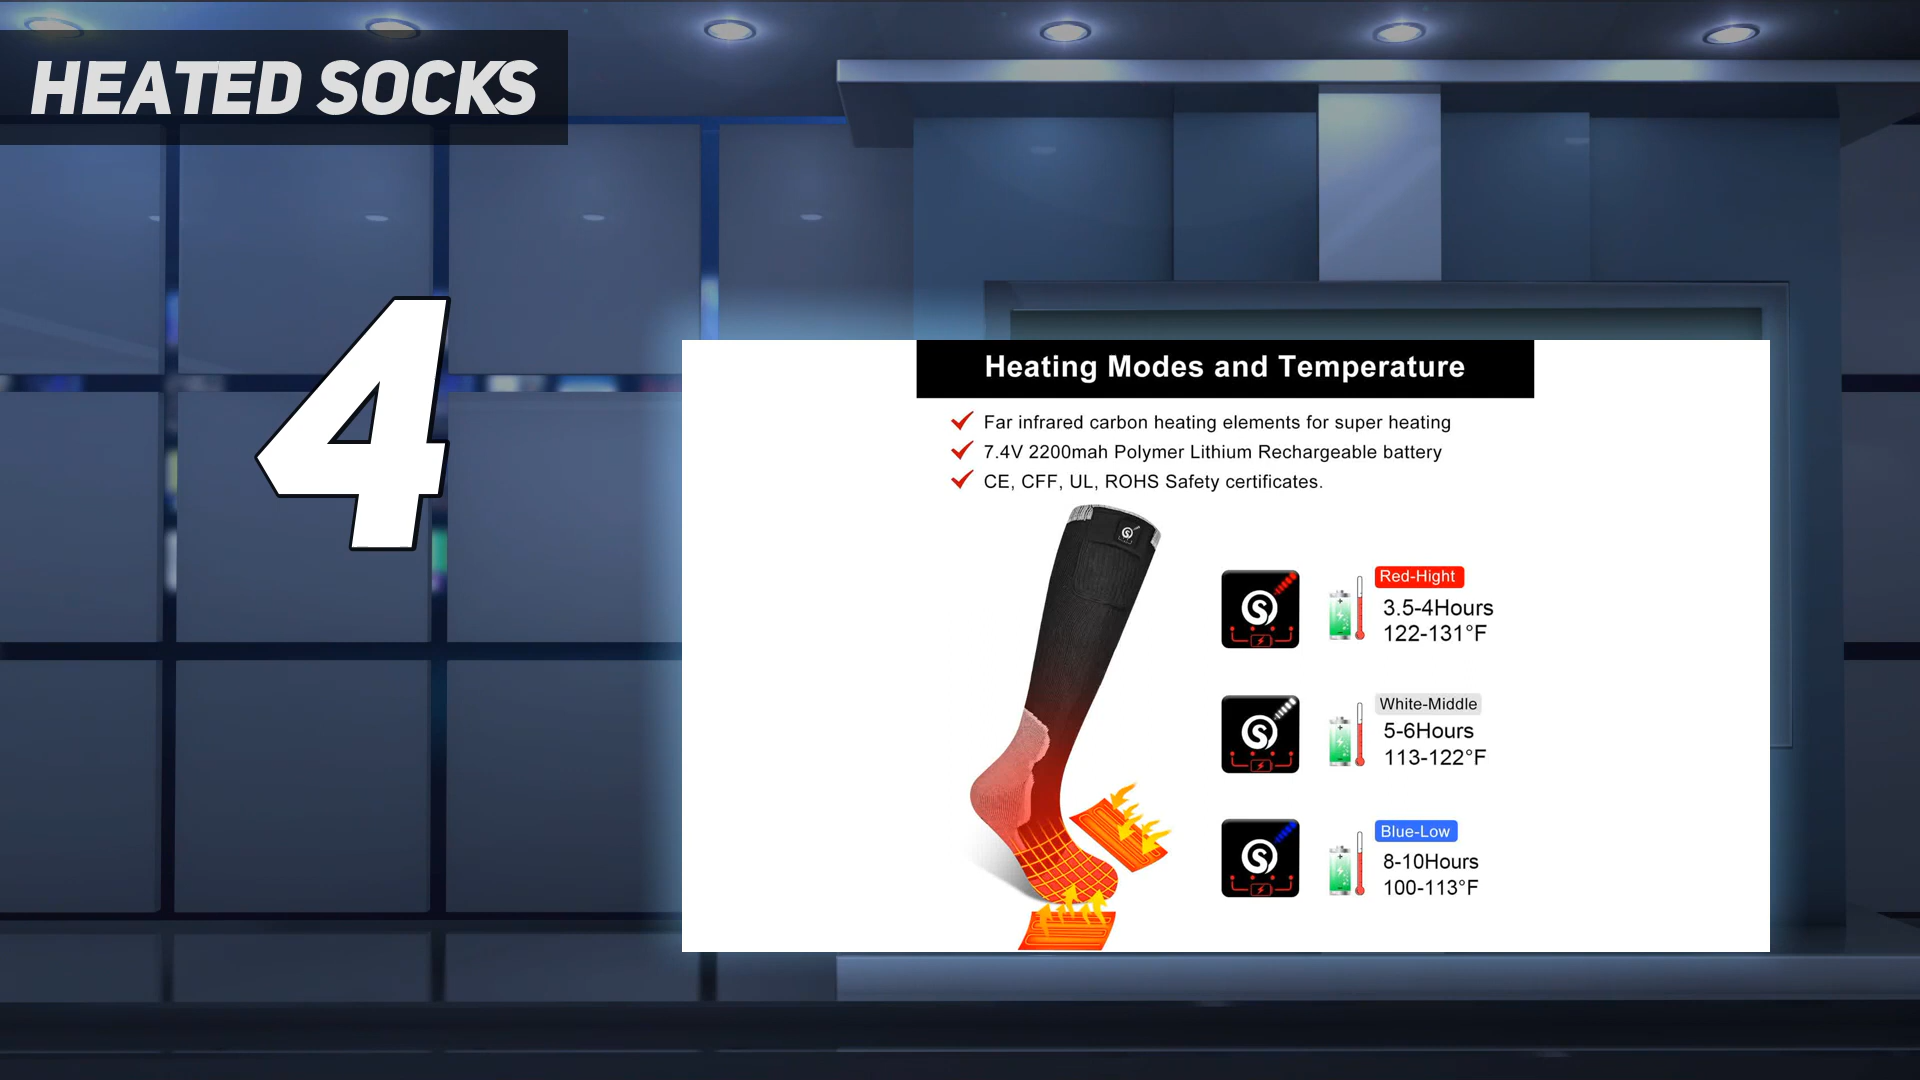 HEATED SOCKS
4
Heating Modes and Temperature
Far infrared carbon heating elements for super heating
7.4V 2200mah Polymer Lithium Rechargeable battery
CE, CFF, UL, ROHS Safety certificates.
Red-Hight
3.5-4Hours
122-131°F
White-Middle
5-6Hours
113-122°F
Blue-Low
8-10Hours
100-113°F